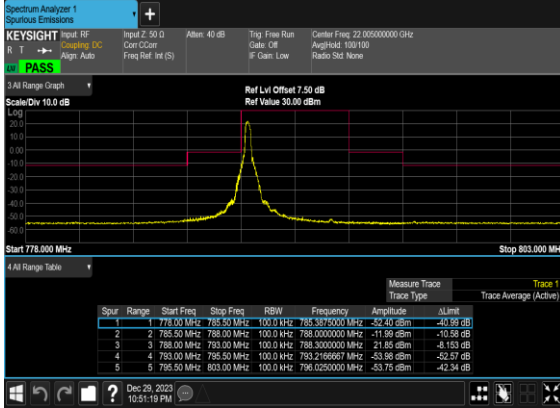 Spectrum Analyzer 1
Spurious Emissions
+
KEYSIGHT Input: RF Input Z: 50 Ω Atten: 40 dB Trig: Free Run Center Freq: 22.005000000 GHz
R T Coupling: DC Corr CCorr Gate: Off Avg|Hold: 100/100
Align: Auto Freq Ref: Int (S) IF Gain: Low Radio Std: None
LXI PASS
3.All Range Graph
Ref Lvl Offset 7.50 dB
Scale/Div 10.0 dB Ref Value 30.00 dBm
Log
20.0
10.0
0.00
-10.0
-20.0
-30.0
-40.0
-50.0
-60.0
Start 778.000 MHz Stop 803.000 MH
4.All Range Table
Measure Trace Trace 1
Trace Type Trace Average (Active)
Spur Range Start Freq Stop Freq RBW Frequency Amplitude ΔLimit
1 1 778.00 MHz 785.50 MHz 100.0 kHz 785.3875000 MHz -52.40 dBm -40.99 dB
2 2 785.50 MHz 788.00 MHz 100.0 kHz 788.0000000 MHz -11.99 dBm -10.58 dB
3 3 788.00 MHz 793.00 MHz 100.0 kHz 788.3000000 MHz 21.85 dBm -8.153 dB
4 4 793.00 MHz 795.50 MHz 100.0 kHz 793.2166667 MHz -53.98 dBm -52.57 dB
5 5 795.50 MHz 803.00 MHz 100.0 kHz 796.0250000 MHz -53.75 dBm -42.34 dB
? Dec 29, 2023
10:51:19 PM